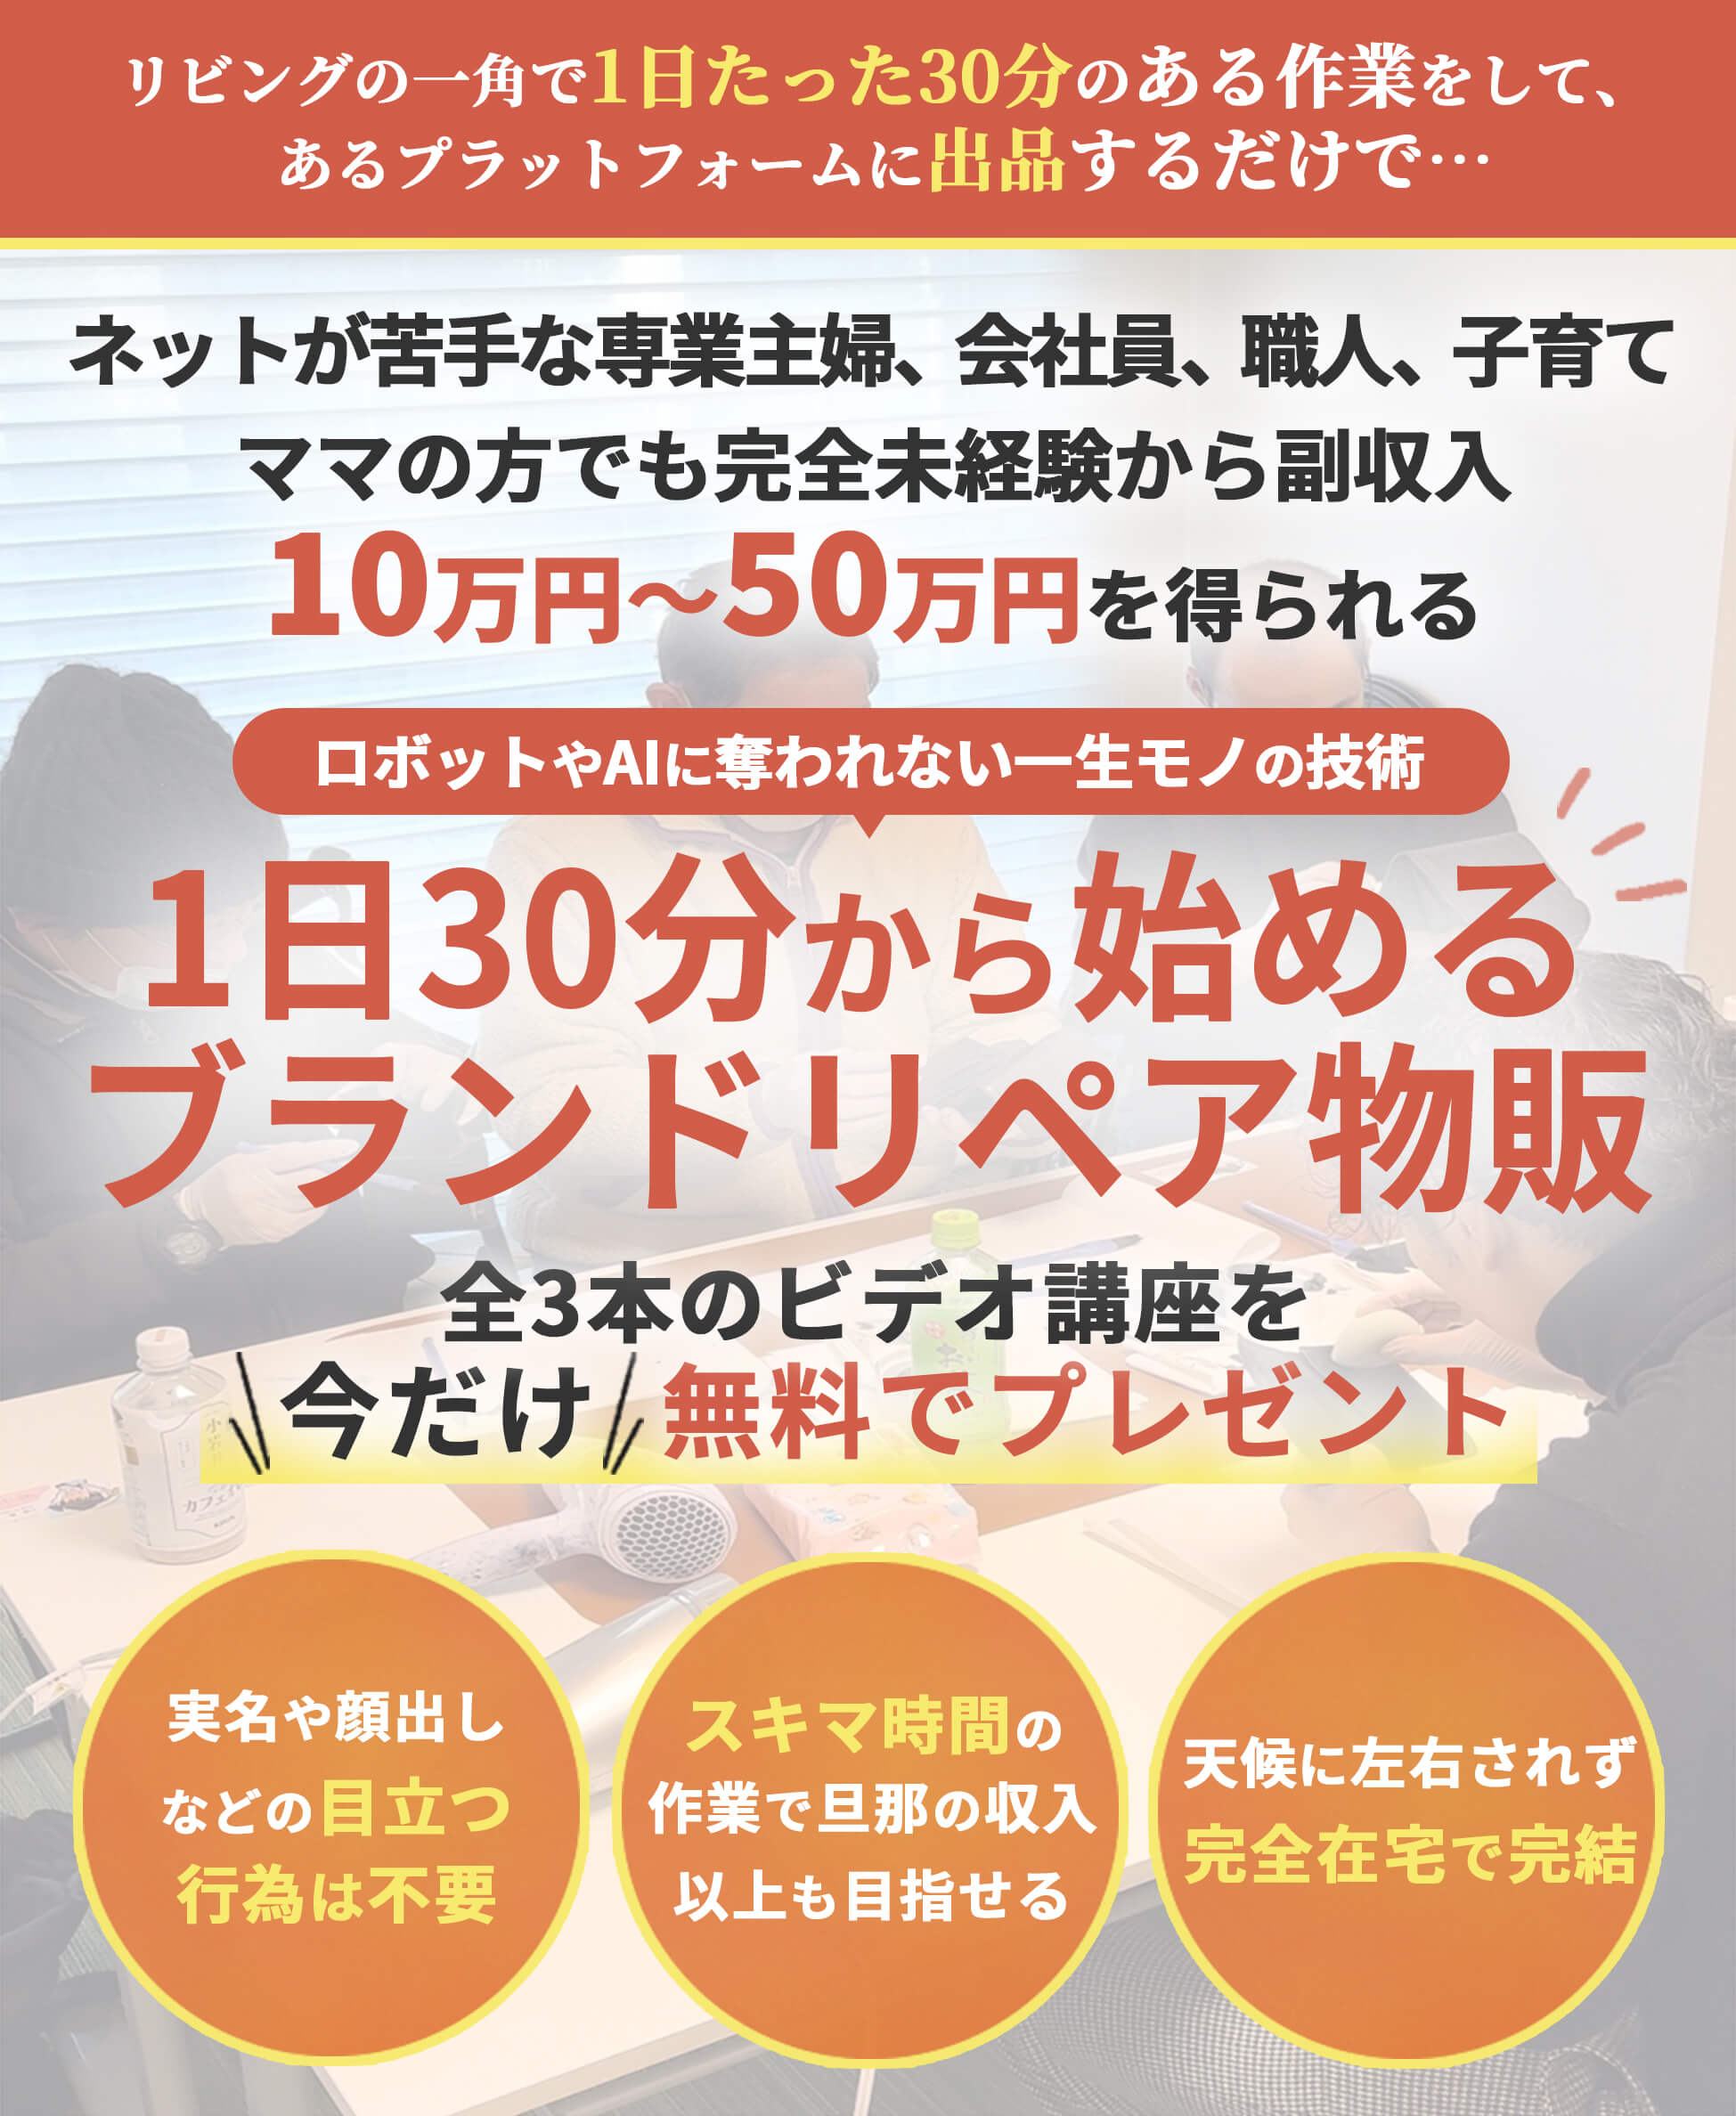 リビングの一角で1日たった30分のある作業をして、
あるプラットフォームに出品するだけで…
ネットが苦手な専業主婦、会社員、職人、子育て
ママの方でも完全未経験から副収入
10万円～50万円を得られる
ロボットやAIに奪われない一生モノの技術
1日30分から始める
ブランドリペア物販
全3本のビデオ講座を
今だけ 無料でプレゼント
カフェイン
実名や顔出し
などの目立つ
行為は不要
スキマ時間の
作業で旦那の収入
以上も目指せる
天候に左右されず
完全在宅で完結